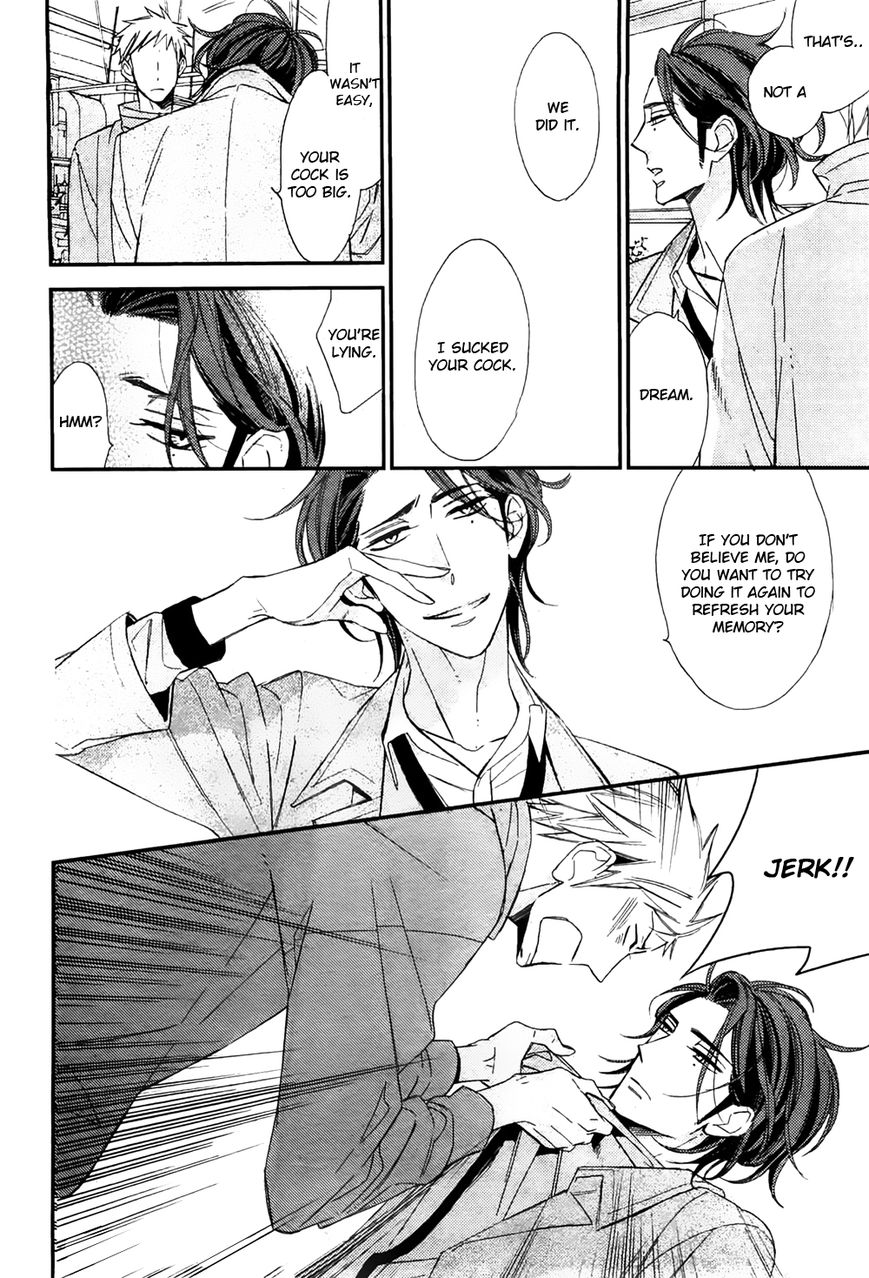 THAT'S..
NOT A
DREAM.
WE
DID IT.
I SUCKED
YOUR COCK.
IT
WASN'T
EASY,
YOUR
COCK IS
TOO BIG.
YOU'RE
LYING.
HMM?
IF YOU DON'T
BELIEVE ME, DO
YOU WANT TO TRY
DOING IT AGAIN TO
REFRESH YOUR
MEMORY?
JERK!!